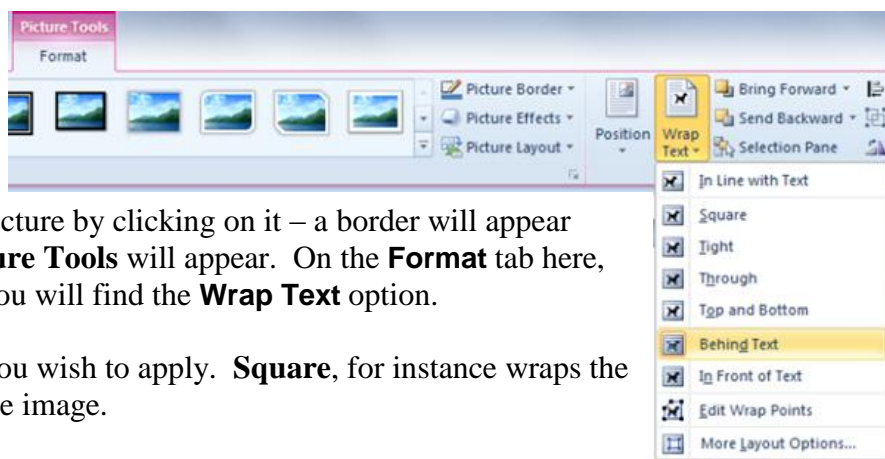 Picture Tools
Format
Picture Border
Picture Effects
Picture Layout
Position
Wrap
Text
Bring Forward
Send Backward
Selection Pane
In Line with Text
Square
Tight
Through
Top and Bottom
Behind Text
In Front of Text
Edit Wrap Points
More Layout Options...
icture by clicking on it – a border will appear
ure Tools will appear. On the Format tab here,
ou will find the Wrap Text option.
ou wish to apply. Square, for instance wraps the
e image.